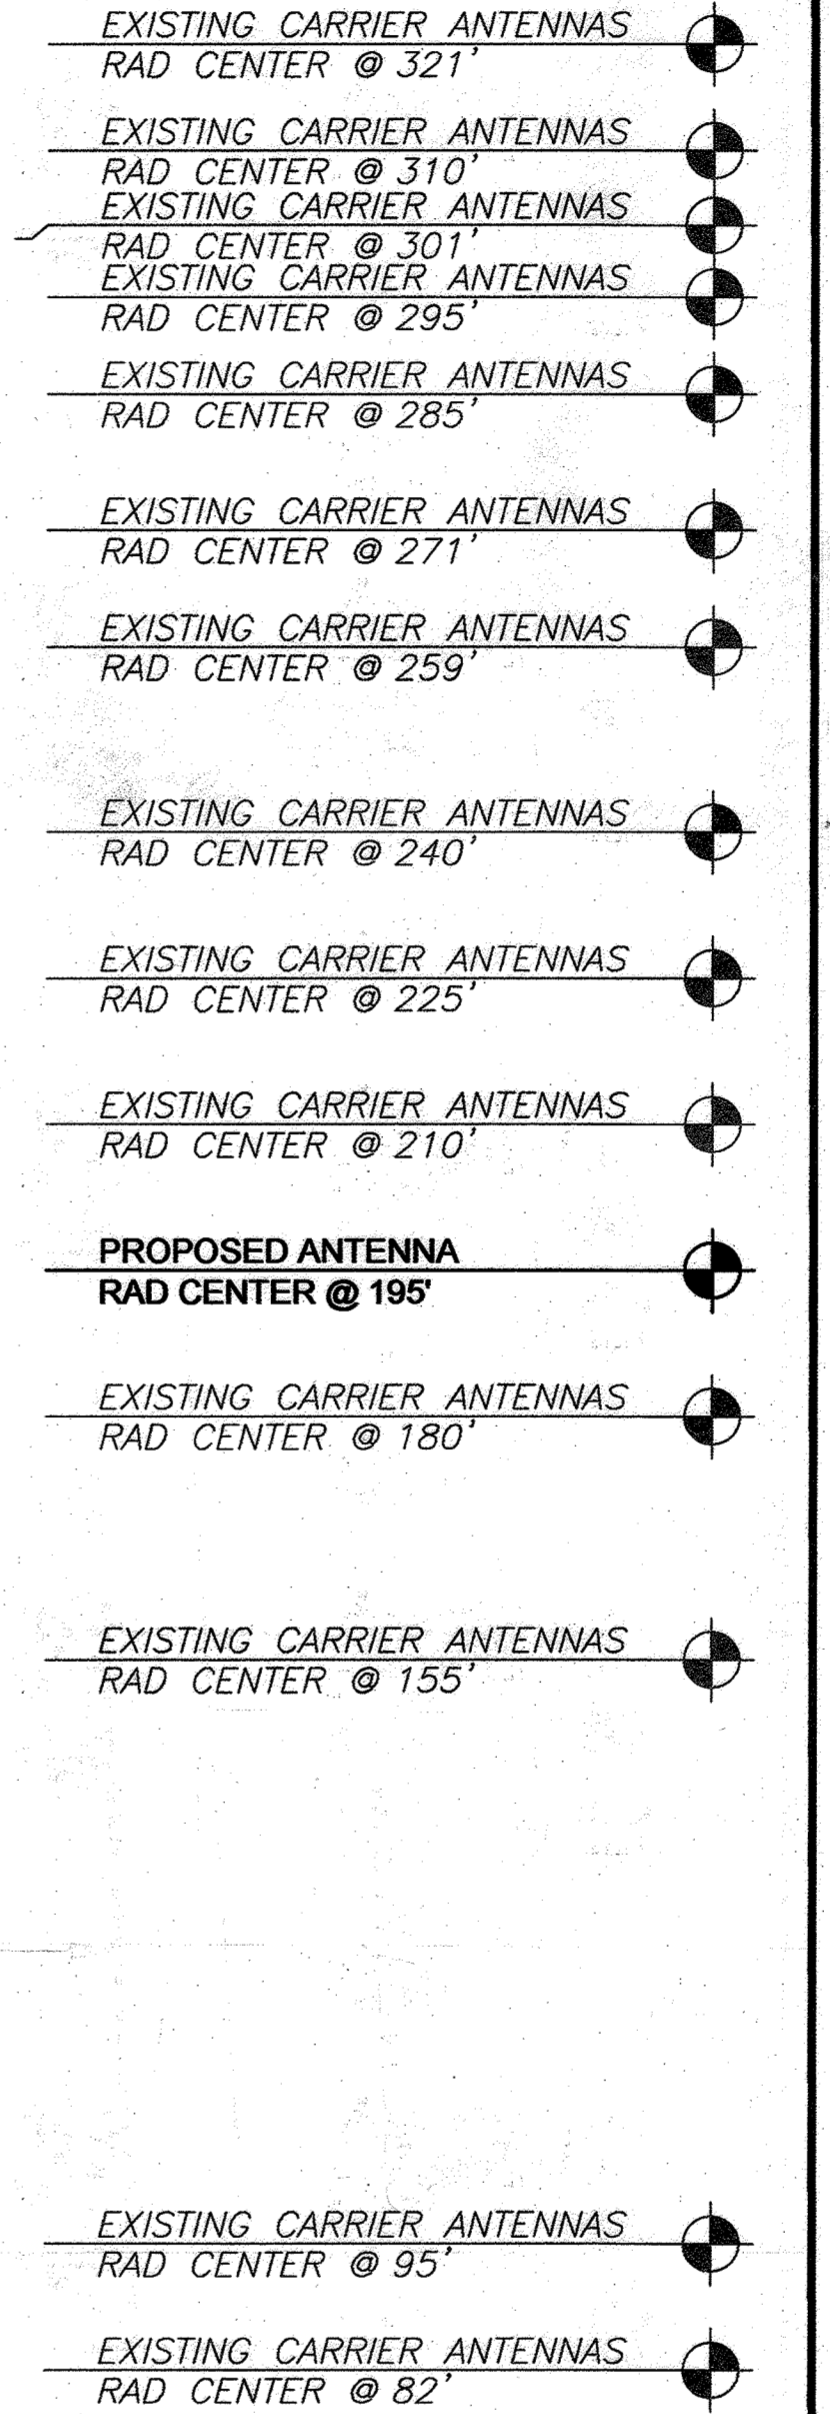 EXISTING CARRIER ANTENNAS
RAD CENTER @ 321'
EXISTING CARRIER ANTENNAS
RAD CENTER @ 310'
EXISTING CARRIER ANTENNAS
RAD CENTER @ 301'
EXISTING CARRIER ANTENNAS
RAD CENTER @ 295'
EXISTING CARRIER ANTENNAS
RAD CENTER @ 285'
EXISTING CARRIER ANTENNAS
RAD CENTER @ 271'
EXISTING CARRIER ANTENNAS
RAD CENTER @ 259'
EXISTING CARRIER ANTENNAS
RAD CENTER @ 240'
EXISTING CARRIER ANTENNAS
RAD CENTER @ 225'
EXISTING CARRIER ANTENNAS
RAD CENTER @ 210'
PROPOSED ANTENNA
RAD CENTER @ 195'
EXISTING CARRIER ANTENNAS
RAD CENTER @ 180'
EXISTING CARRIER ANTENNAS
RAD CENTER @ 155'
EXISTING CARRIER ANTENNAS
RAD CENTER @ 95'
EXISTING CARRIER ANTENNAS
RAD CENTER @ 82'